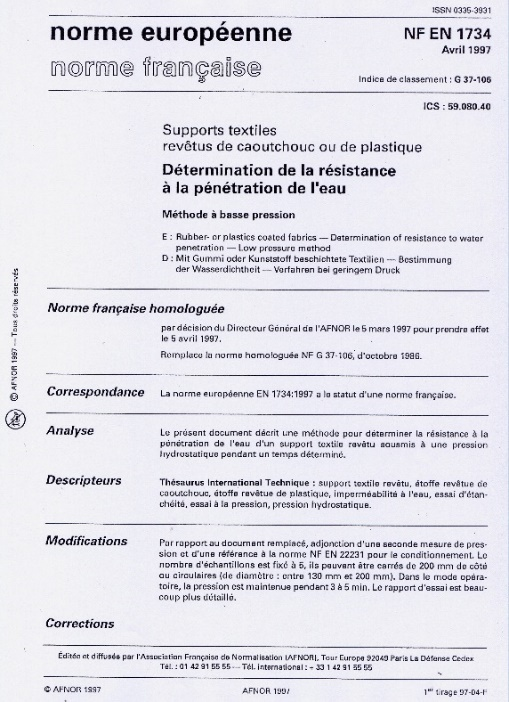 ISSN 0335-3931
norme européenne
NF EN 1734
Avril 1997
norme française
Indice de classement : G 37-106
ICS : 59.080.40
Supports textiles
revêtus de caoutchouc ou de plastique
Détermination de la résistance
à la pénétration de l'eau
Méthode à basse pression
E : Rubber- or plastics coated fabrics — Determination of resistance to water
penetration — Low pressure method
D : Mit Gummi oder Kunststoff beschichtete Textilien — Bestimmung
der Wasserdichtheit — Verfahren bei geringem Druck
© AFNOR 1997 — Tous droits réservés
Norme française homologuée
par décision du Directeur Général de l'AFNOR le 5 mars 1997 pour prendre effet
le 5 avril 1997.
Remplace la norme homologuée NF G 37-106, d'octobre 1986.
Correspondance
La norme européenne EN 1734:1997 a le statut d'une norme française.
Analyse
Le présent document décrit une méthode pour déterminer la résistance à la
pénétration de l'eau d'un support textile revêtu soumis à une pression
hydrostatique pendant un temps déterminé.
Descripteurs
Thésaurus International Technique : support textile revêtu, étoffe revêtue de
caoutchouc, étoffe revêtue de plastique, imperméabilité à l'eau, essai d'étan-
chéité, essai à la pression, pression hydrostatique.
Modifications
Par rapport au document remplacé, adjonction d'une seconde mesure de pres-
sion et d'une référence à la norme NF EN 22231 pour le conditionnement. Le
nombre d'échantillons est fixé à 5, ils peuvent être carrés de 200 mm de côté
ou circulaires (de diamètre : entre 130 mm et 200 mm). Dans le mode opéra-
toire, la pression est maintenue pendant 3 à 5 min. Le rapport d'essai est beau-
coup plus détaillé.
Corrections
Éditée et diffusée par l'Association Française de Normalisation (AFNOR), Tour Europe 92049 Paris La Défense Cedex
Tél. : 01 42 91 55 55 — Tél. international : + 33 1 42 91 55 55
© AFNOR 1997
AFNOR 1997
1er tirage 97-04-F